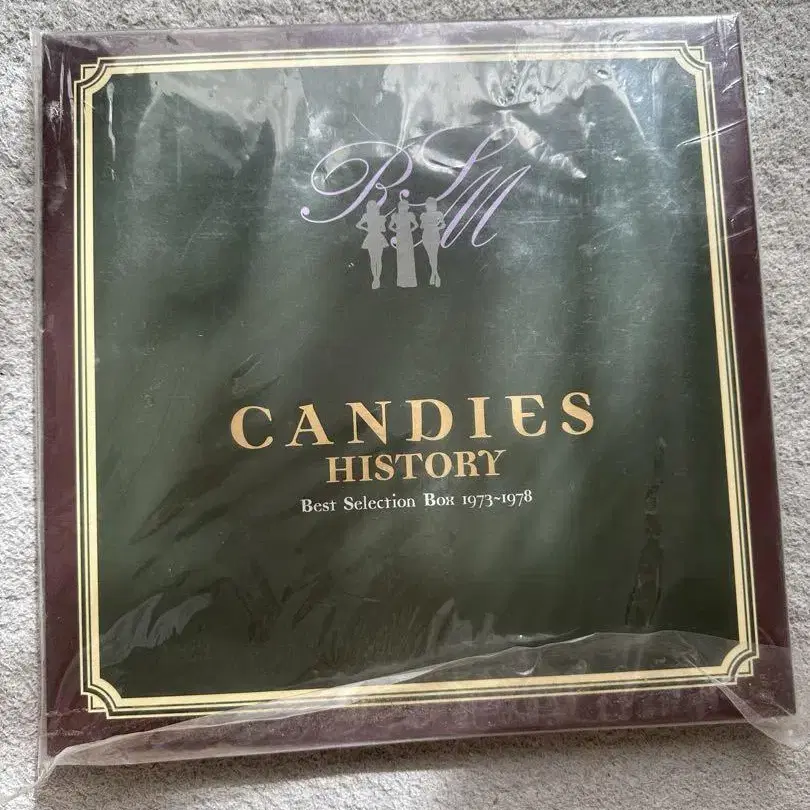 RSM
CANDIES
HISTORY
Best Selection Box 1973~1978